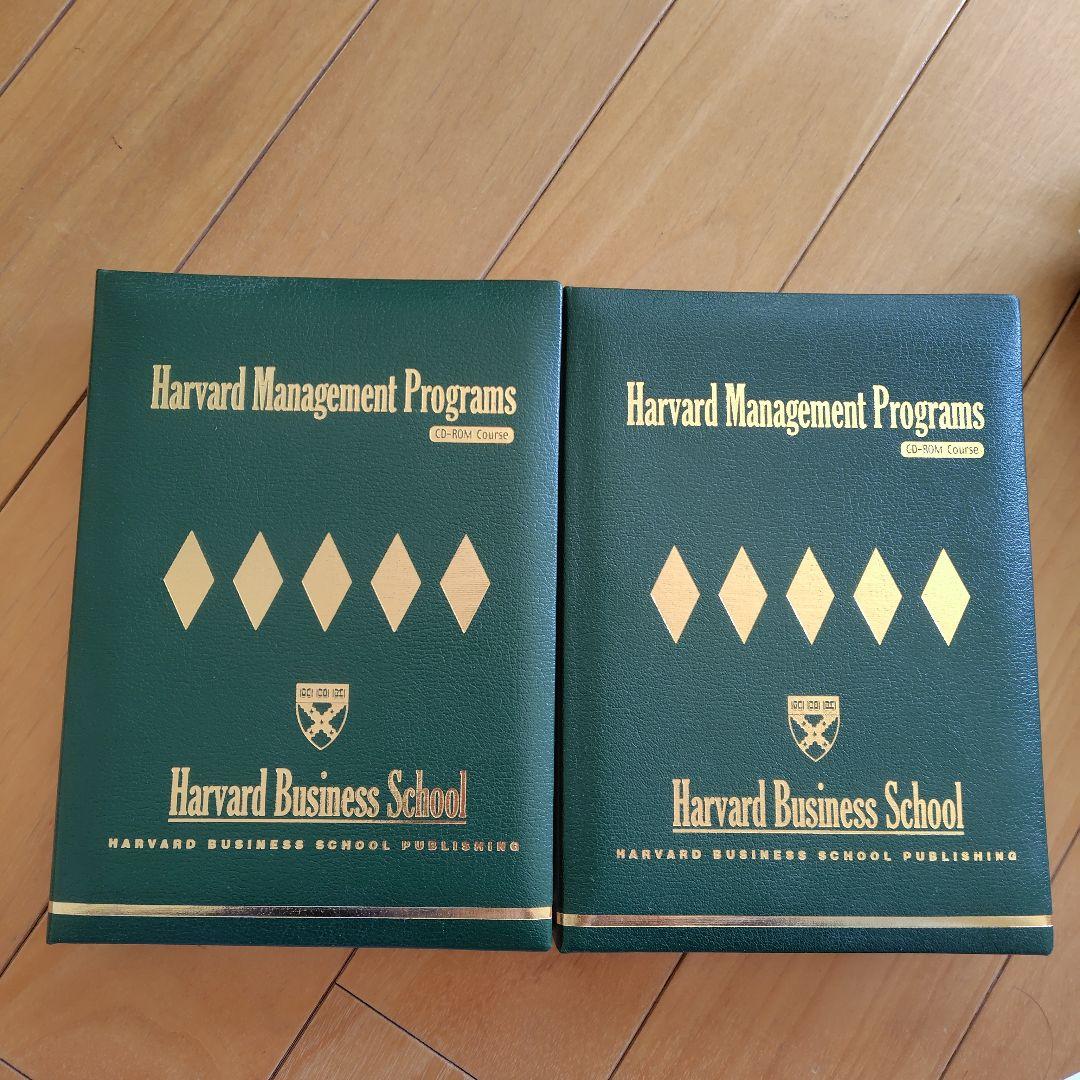 Harvard Management Programs
CD-ROM Course
Harvard Business School
HARVARD BUSINESS SCHOOL PUBLISHING
Harvard Management Programs
CD-ROM Course
Harvard Business School
HARVARD BUSINESS SCHOOL PUBLISHING